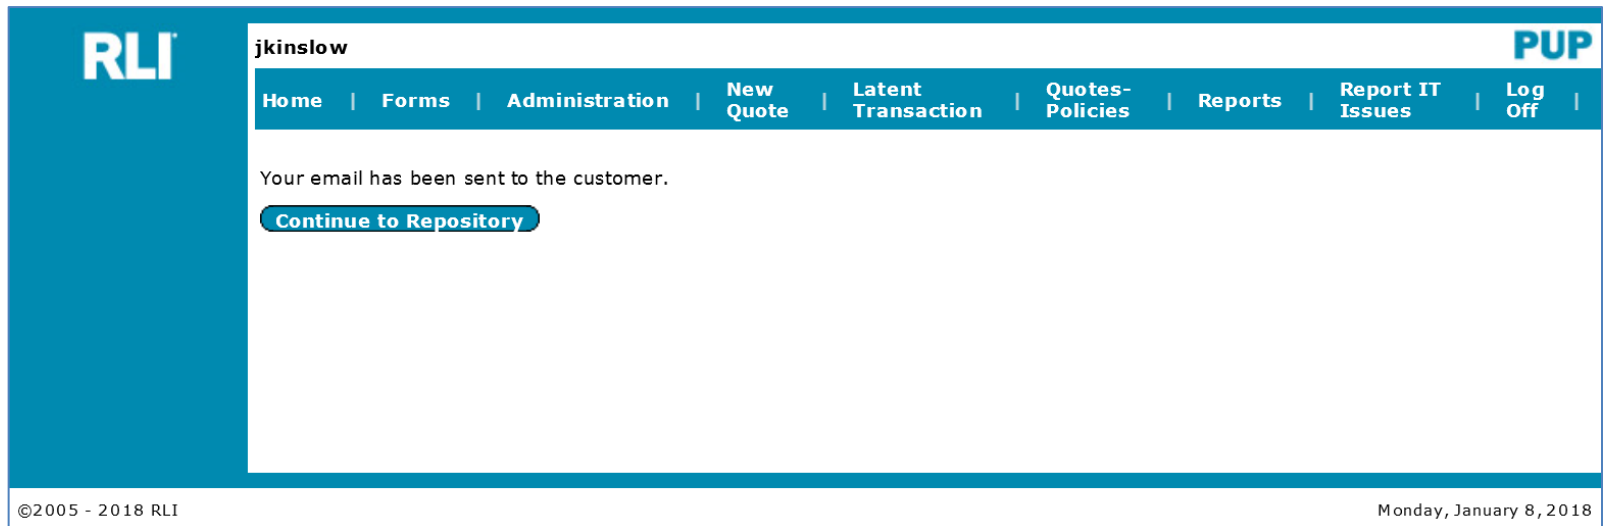 RLI
jkinslow
PUP
Home | Forms | Administration | New Quote | Latent Transaction | Quotes-Policies | Reports | Report IT Issues | Log Off |
Your email has been sent to the customer.
Continue to Repository
©2005 - 2018 RLI
Monday, January 8, 2018